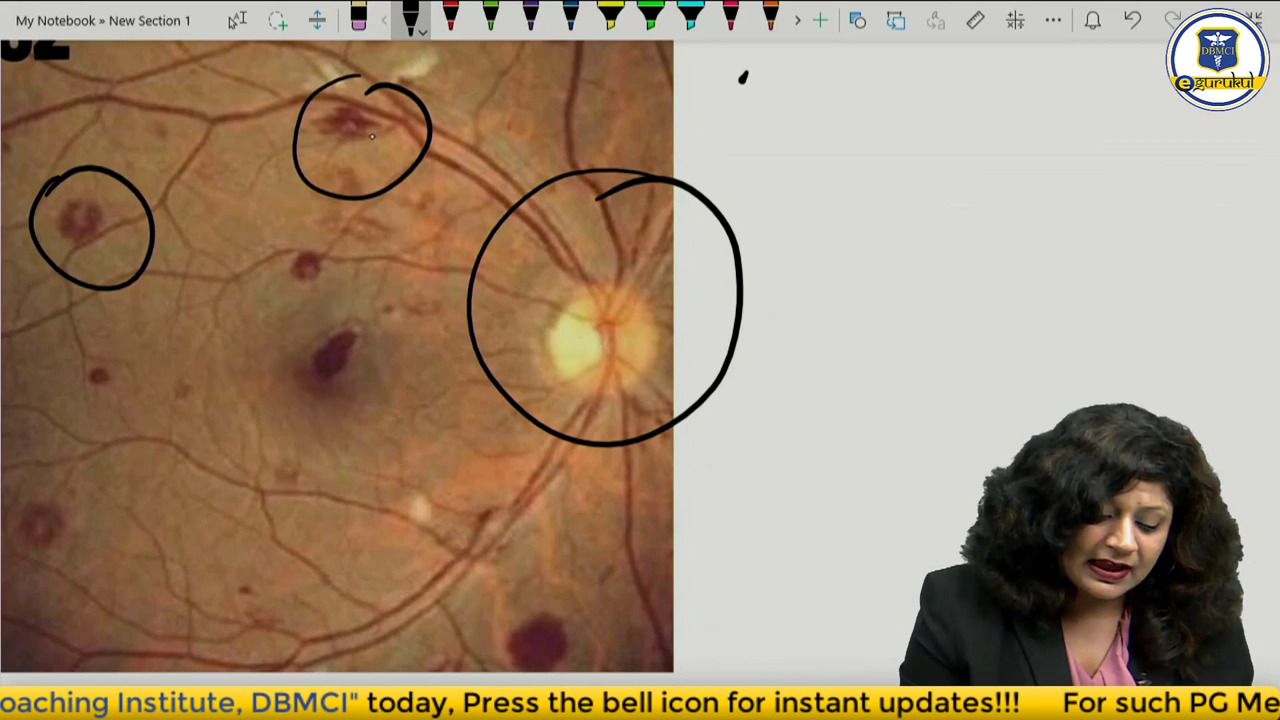 My Notebook » New Section 1
DBMCI
eGurukul
oaching Institute, DBMCI" today, Press the bell icon for instant updates!!! For such PG Me